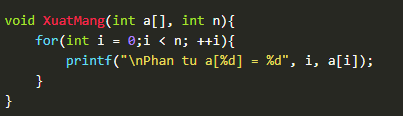 void XuatMang(int a[], int n){
    for(int i = 0;i < n; ++i){
        printf("\nPhan tu a[%d] = %d", i, a[i]);
    }
}